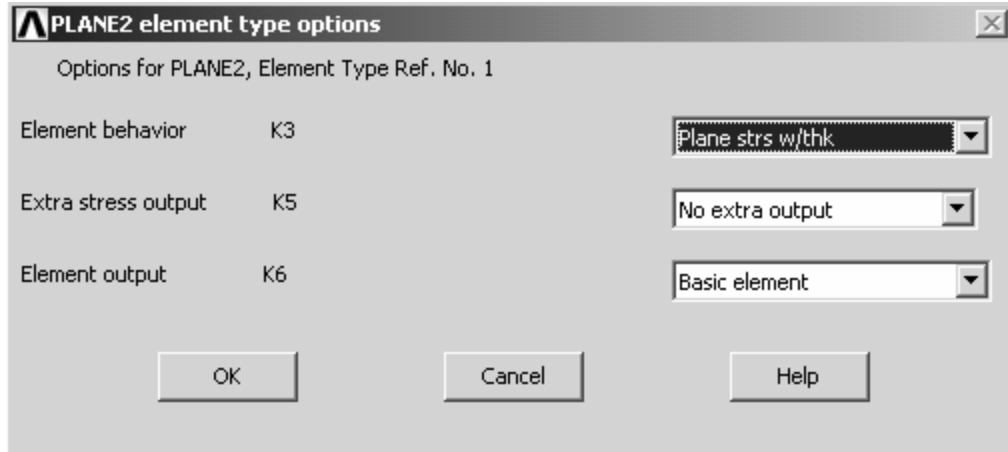 PLANE2 element type options
Options for PLANE2, Element Type Ref. No. 1
Element behavior K3 Plane strs w/thk
Extra stress output K5 No extra output
Element output K6 Basic element
OK Cancel Help